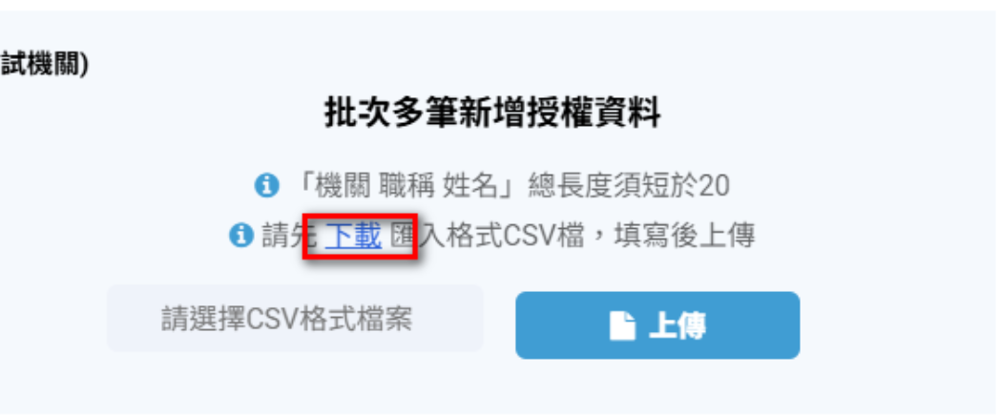 試機關)
批次多筆新增授權資料
「機關 職稱 姓名」總長度須短於20
請先 下載 匯入格式CSV檔，填寫後上傳
請選擇CSV格式檔案
上傳